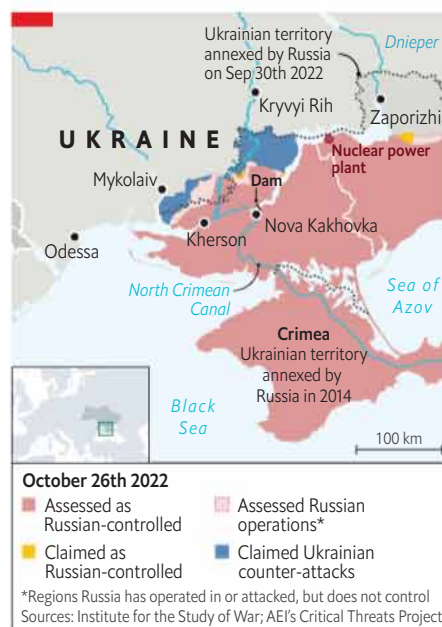 Ukrainian territory
annexed by Russia
on Sep 30th 2022
Dnieper
Kryvyi Rih
Zaporizhi
UKRAINE
Nuclear power
plant
Mykolaiv
Dam
Kherson
Nova Kakhovka
Odessa
North Crimean
Canal
Sea of
Azov
Crimea
Ukrainian territory
annexed by
Russia in 2014
Black
Sea
100 km
October 26th 2022
Assessed as
Russian-controlled
Assessed Russian
operations*
Claimed as
Russian-controlled
Claimed Ukrainian
counter-attacks
*Regions Russia has operated in or attacked, but does not control
Sources: Institute for the Study of War; AEI's Critical Threats Project